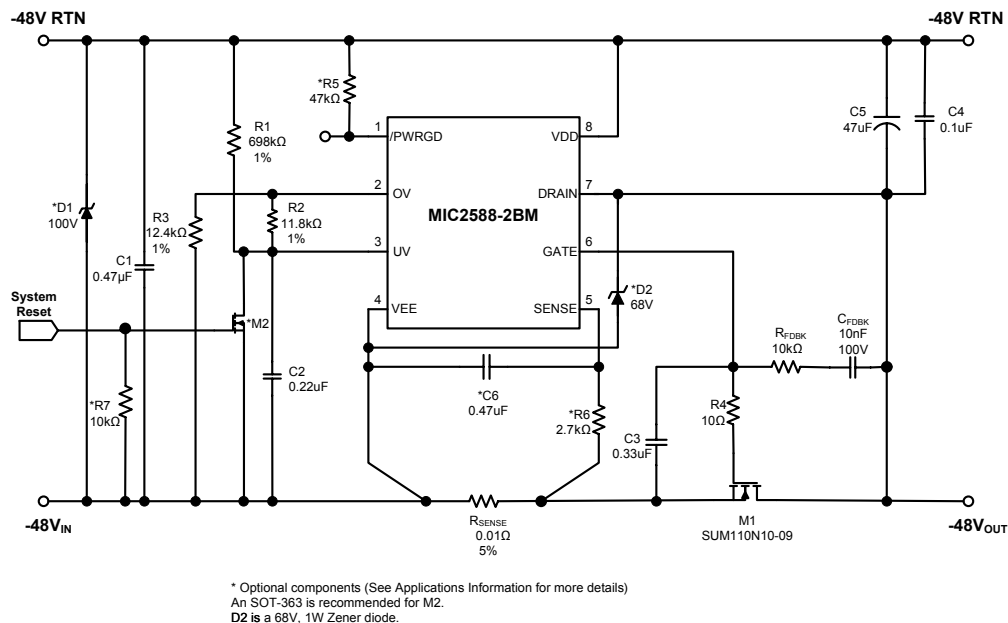 -48V RTN
-48V RTN
*R5
47kΩ
R1
698kΩ
1%
1
/PWRGD
VDD
8
C5
47uF
C4
0.1uF
*D1
100V
R3
12.4kΩ
1%
R2
11.8kΩ
1%
2
OV
DRAIN
7
MIC2588-2BM
C1
0.47µF
3
UV
GATE
6
*D2
68V
System
Reset
*M2
4
VEE
SENSE
5
RFDBK
10kΩ
CFDBK
10nF
100V
*R7
10kΩ
C2
0.22uF
*C6
0.47uF
*R6
2.7kΩ
R4
10Ω
C3
0.33uF
-48VIN
RSENSE
0.01Ω
5%
M1
SUM110N10-09
-48VOUT
* Optional components (See Applications Information for more details)
An SOT-363 is recommended for M2.
D2 is a 68V, 1W Zener diode.